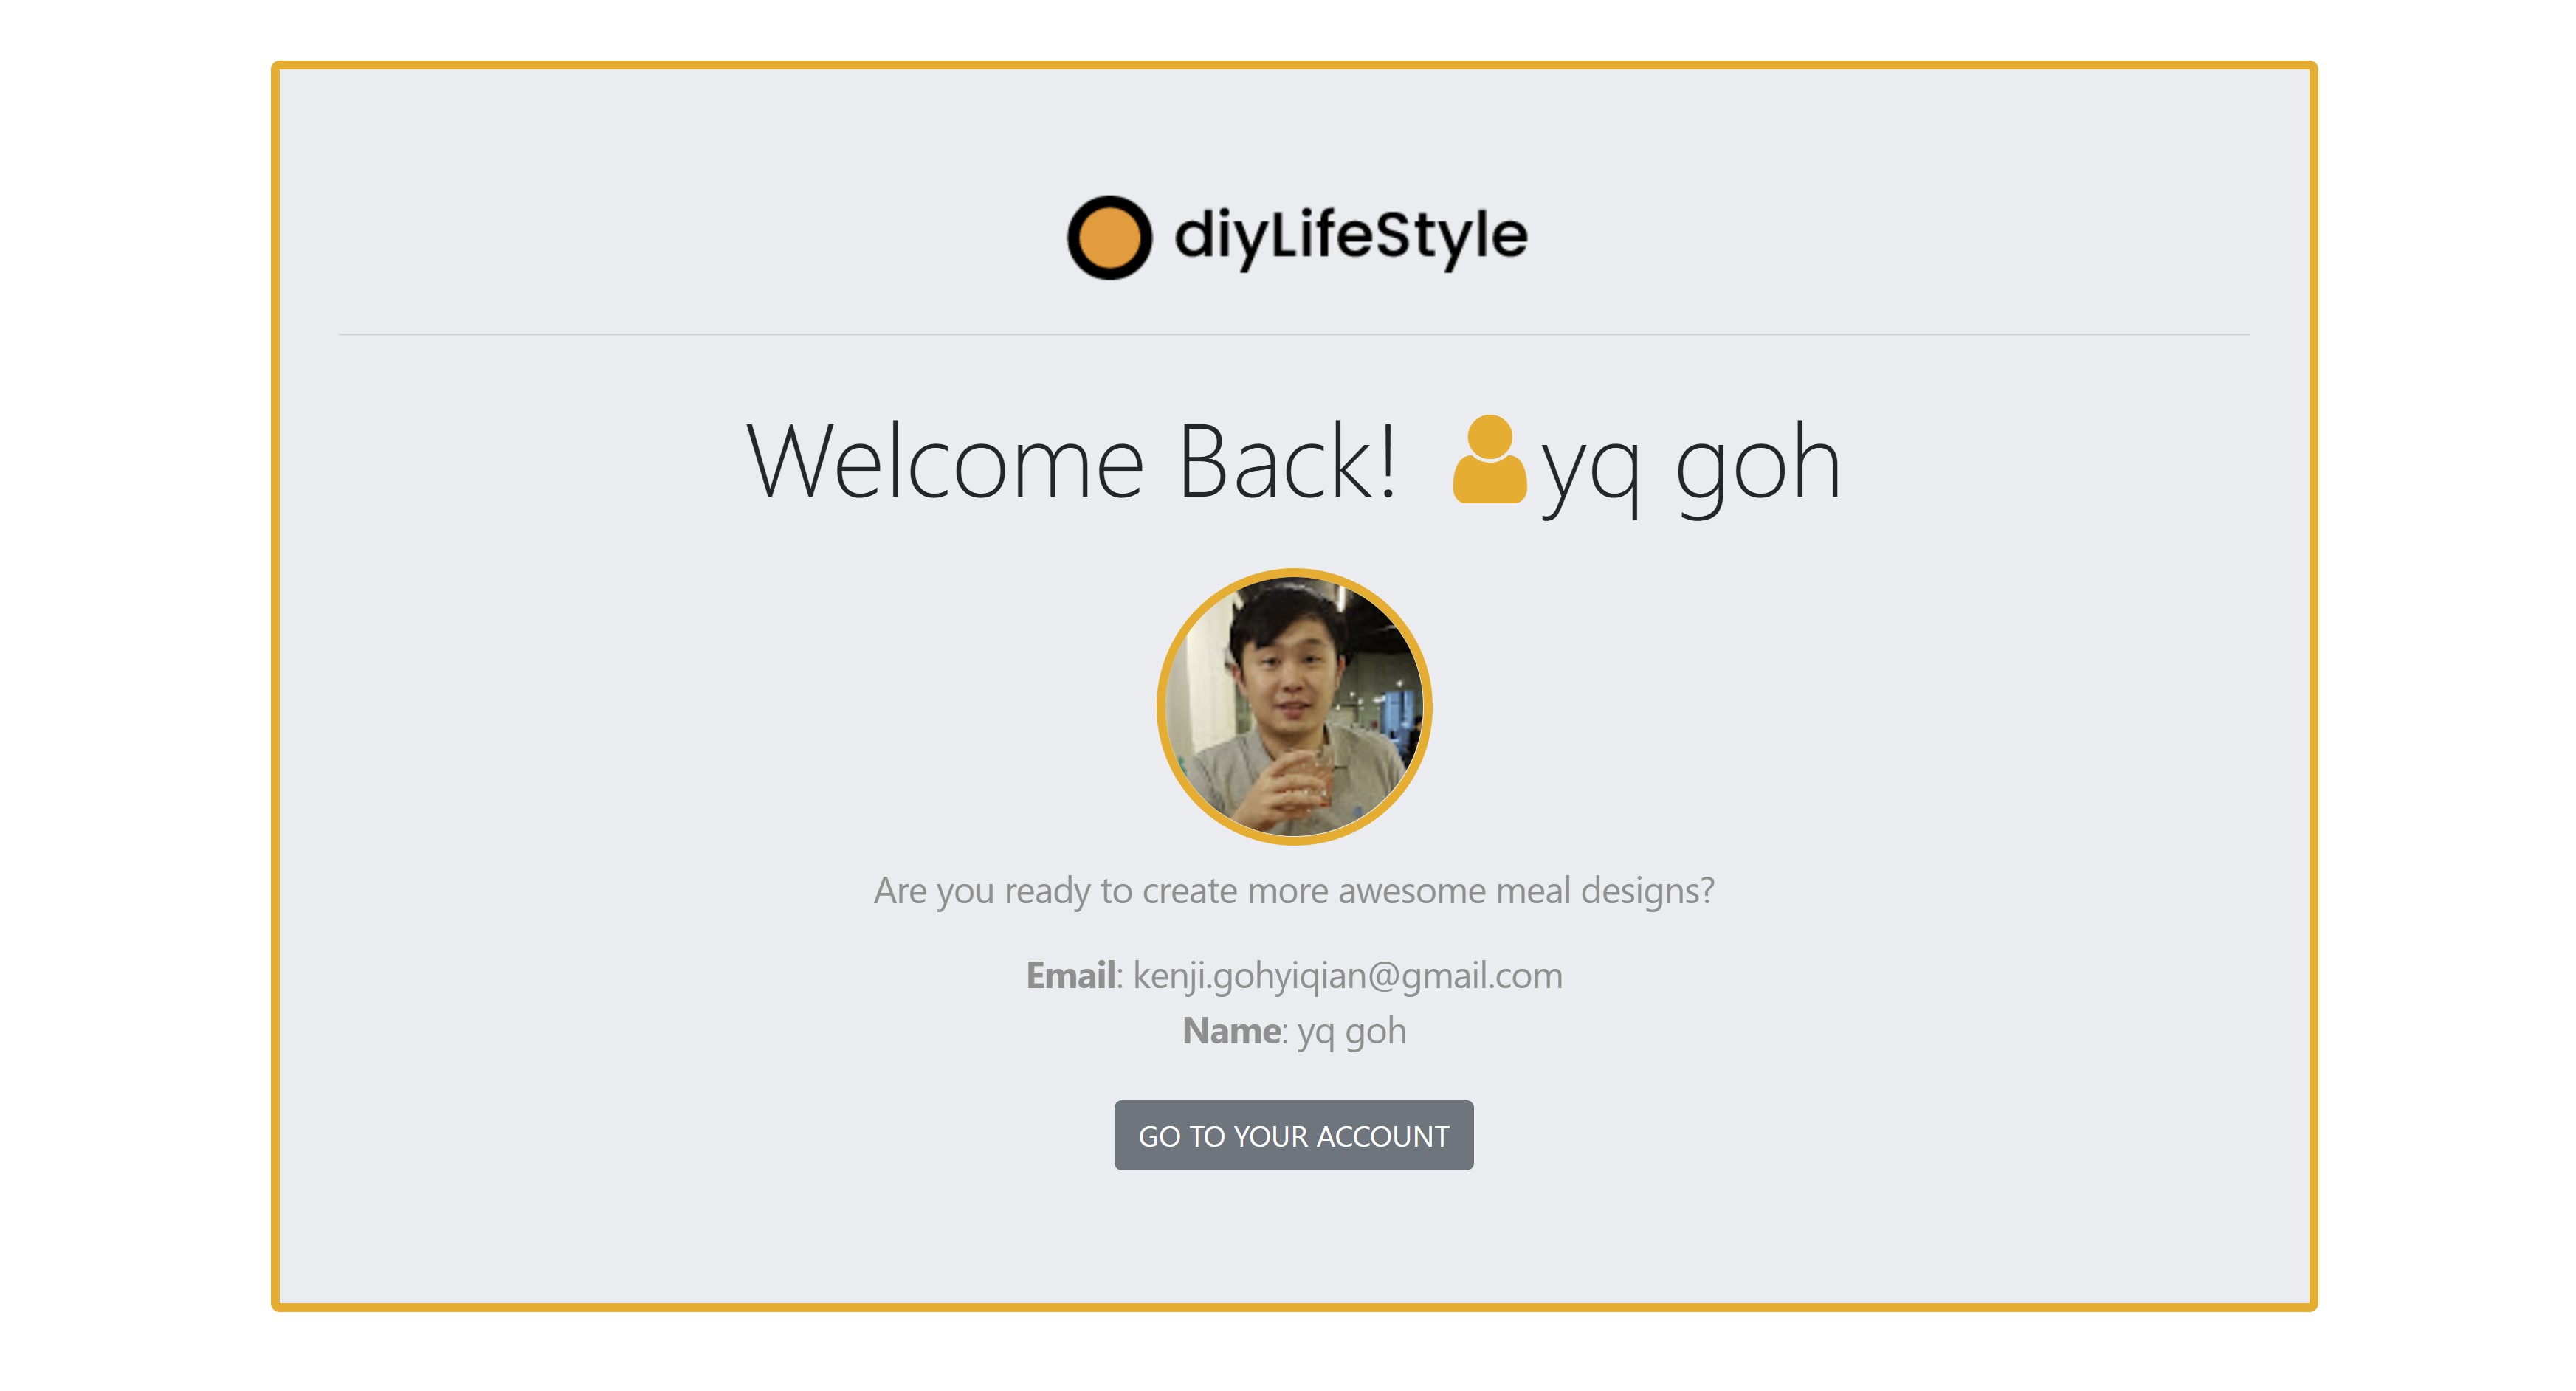 diyLifeStyle
Welcome Back! yq goh
Are you ready to create more awesome meal designs?
Email: kenji.gohyiqian@gmail.com
Name: yq goh
GO TO YOUR ACCOUNT